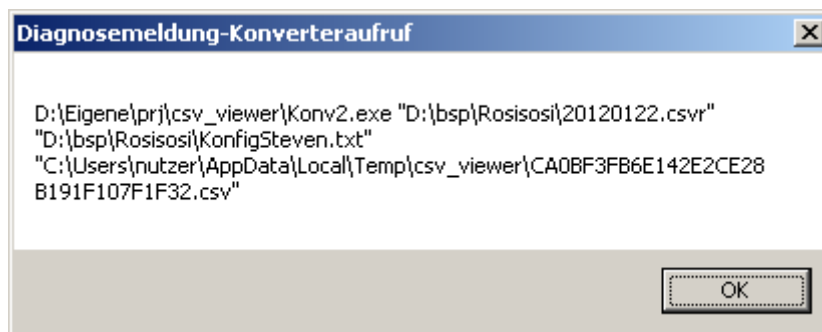 Diagnosemeldung-Konverteraufruf
D:\Eigene\prj\csv_viewer\Konv2.exe "D:\bsp\Rosisosi\20120122.csvr"
"D:\bsp\Rosisosi\KonfigSteven.txt"
"C:\Users\nutzer\AppData\Local\Temp\csv_viewer\CA0BF3FB6E142E2CE28
B191F107F1F32.csv"
OK